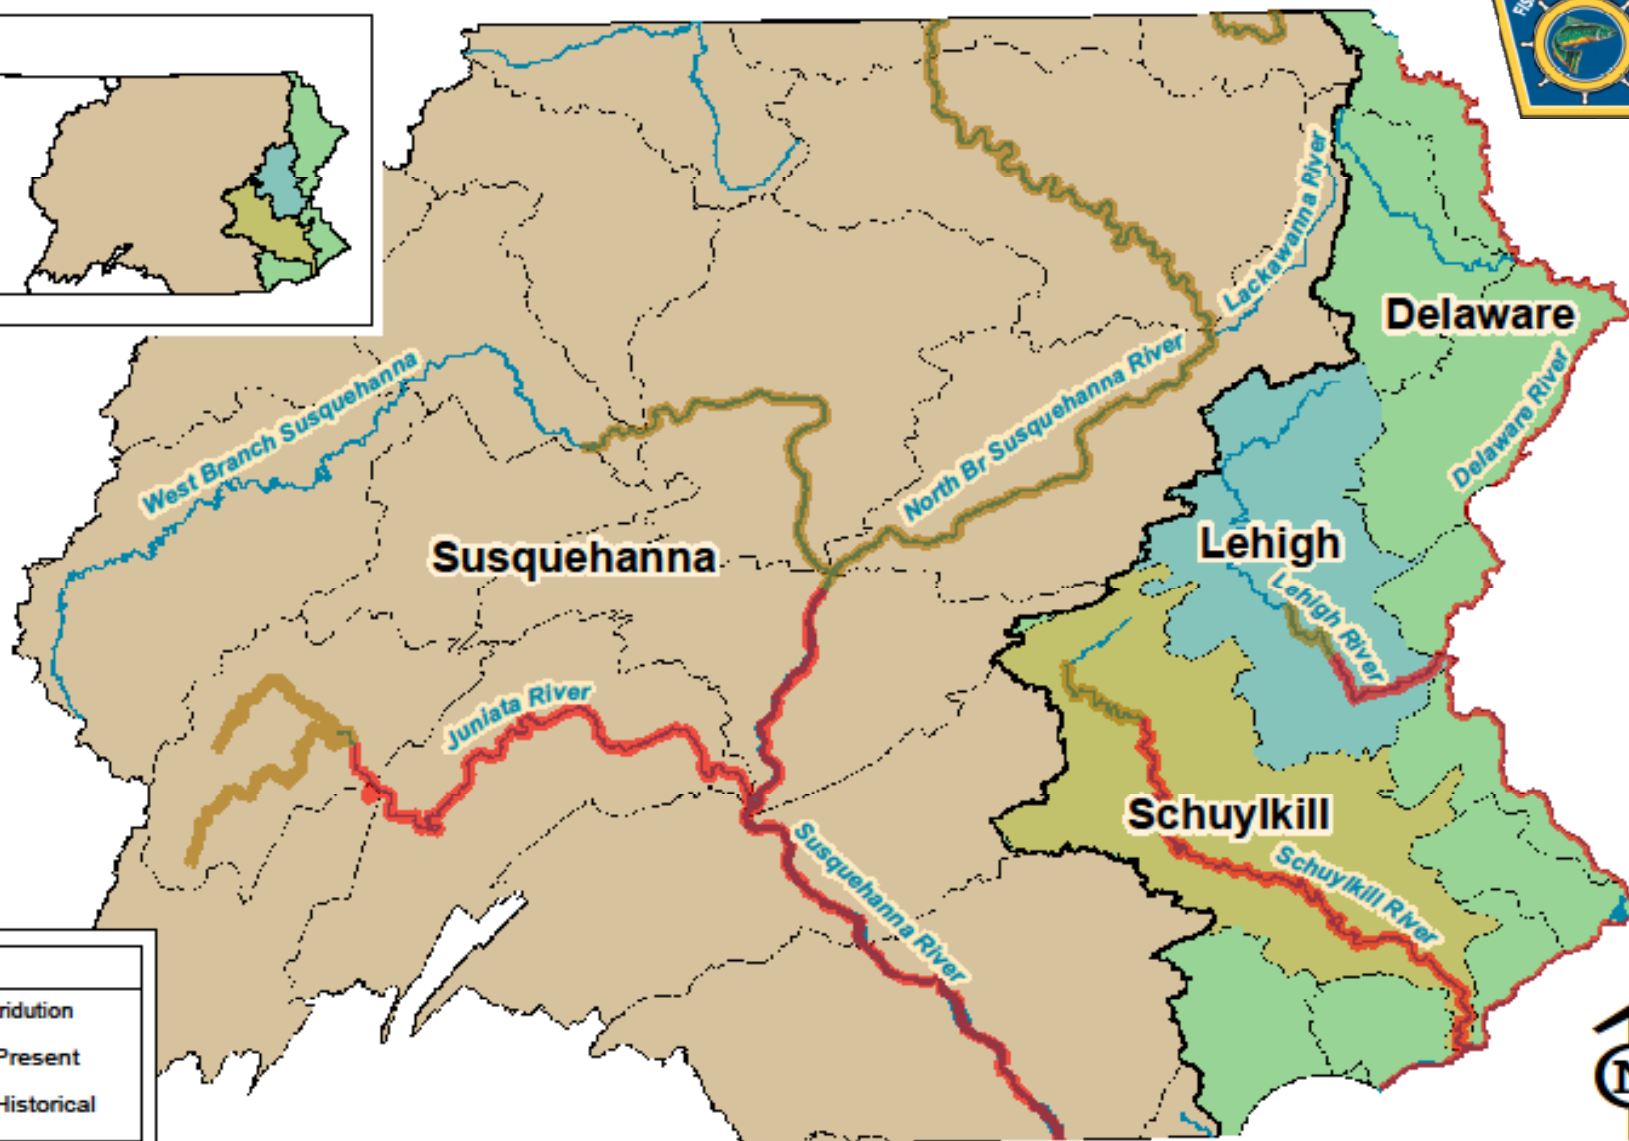 FIS
Lackawanna River
Delaware
North Br Susquehanna River
West Branch Susquehanna
Delaware River
Susquehanna
Lehigh
Lehigh River
Juniata River
Schuylkill
Susquehanna River
Schuylkill River
ridution
Present
Historical
N